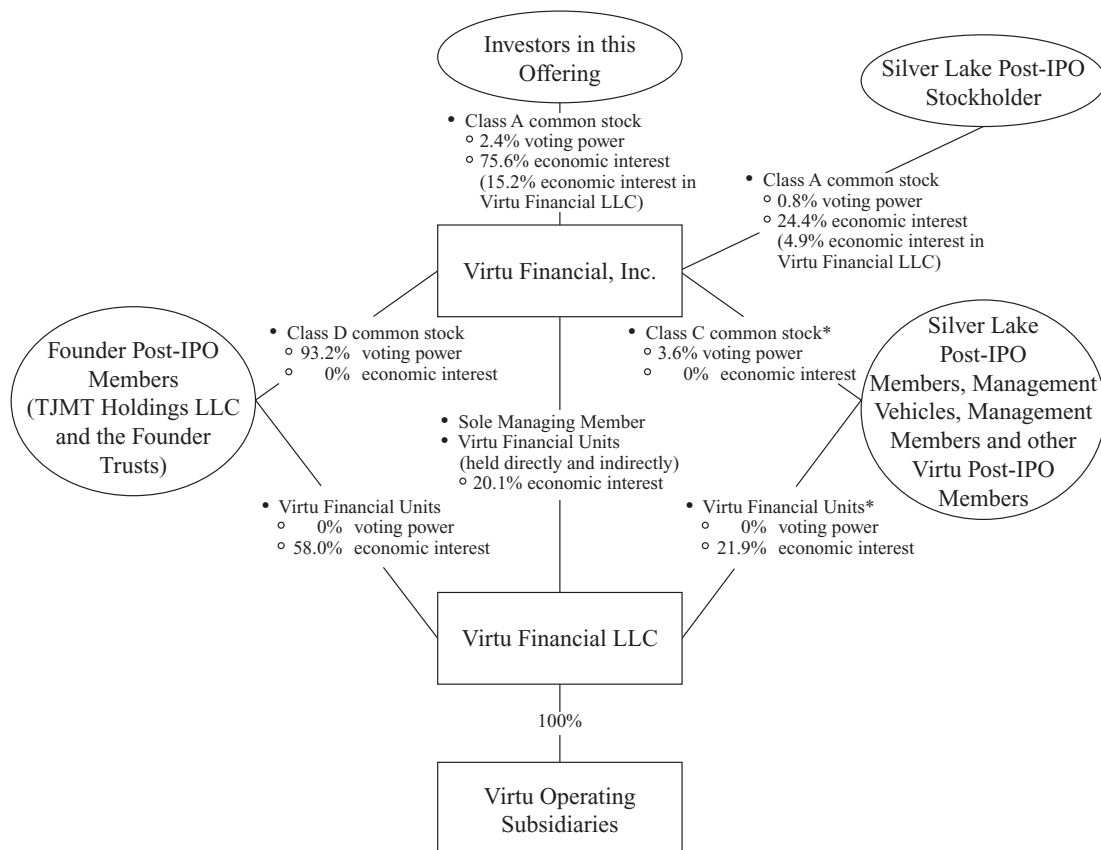 Investors in this
Offering
Silver Lake Post-IPO
Stockholder
• Class A common stock
○ 2.4% voting power
○ 75.6% economic interest
(15.2% economic interest in
Virtu Financial LLC)
• Class A common stock
○ 0.8% voting power
○ 24.4% economic interest
(4.9% economic interest in
Virtu Financial LLC)
Virtu Financial, Inc.
• Class D common stock
○ 93.2% voting power
○ 0% economic interest
• Class C common stock*
○ 3.6% voting power
○ 0% economic interest
Founder Post-IPO
Members
(TJMT Holdings LLC
and the Founder
Trusts)
Silver Lake
Post-IPO
Members, Management
Vehicles, Management
Members and other
Virtu Post-IPO
Members
• Sole Managing Member
• Virtu Financial Units
(held directly and indirectly)
○ 20.1% economic interest
• Virtu Financial Units
○ 0% voting power
○ 58.0% economic interest
• Virtu Financial Units*
○ 0% voting power
○ 21.9% economic interest
Virtu Financial LLC
100%
Virtu Operating
Subsidiaries